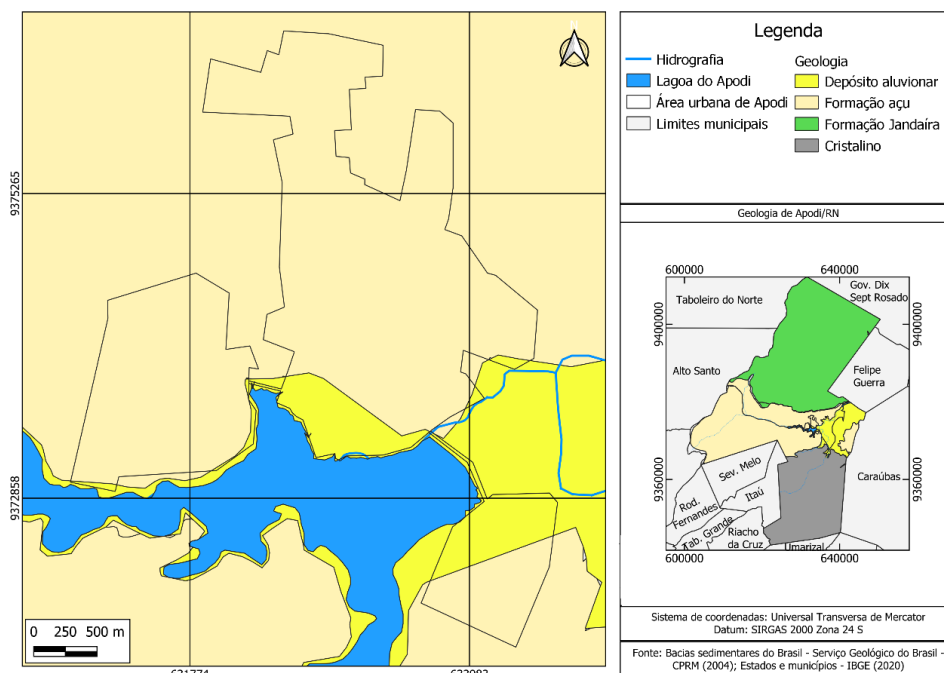 N
9375265
9372858
0 250 500 m
Legenda
Hidrografia
Lagoa do Apodi
Área urbana de Apodi
Limites municipais
Geologia
Depósito aluvionar
Formação açu
Formação Jandaíra
Cristalino
Geologia de Apodi/RN
600000 640000
Taboleiro do Norte
Gov. Dix
Sept Rosado
9400000 9400000
Alto Santo
Felipe
Guerra
Sev. Melo
Caraúbas
9360000 9360000
Itaú
Rod.
Fernandes
Tab. Grande
Riacho
da Cruz
Umarizal
600000 640000
Sistema de coordenadas: Universal Transversa de Mercator
Datum: SIRGAS 2000 Zona 24 S
Fonte: Bacias sedimentares do Brasil - Serviço Geológico do Brasil -
CPRM (2004); Estados e municípios - IBGE (2020)